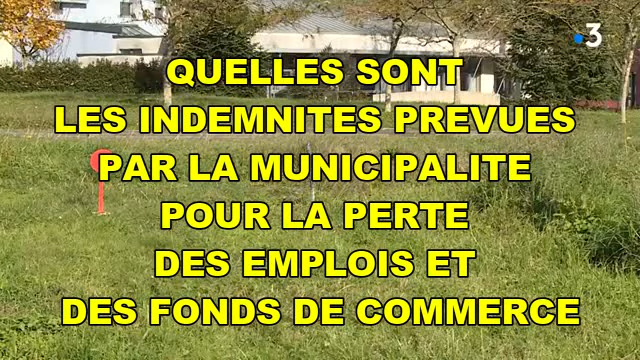 3
QUELLES SONT
LES INDEMNITES PREVUES
PAR LA MUNICIPALITE
POUR LA PERTE
DES EMPLOIS ET
DES FONDS DE COMMERCE